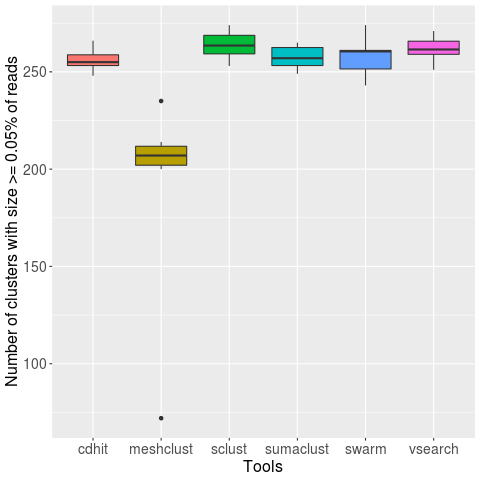 Number of clusters with size >= 0.05% of reads
250
200
150
100
cdhit meshclust sclust sumaclust swarm vsearch
Tools